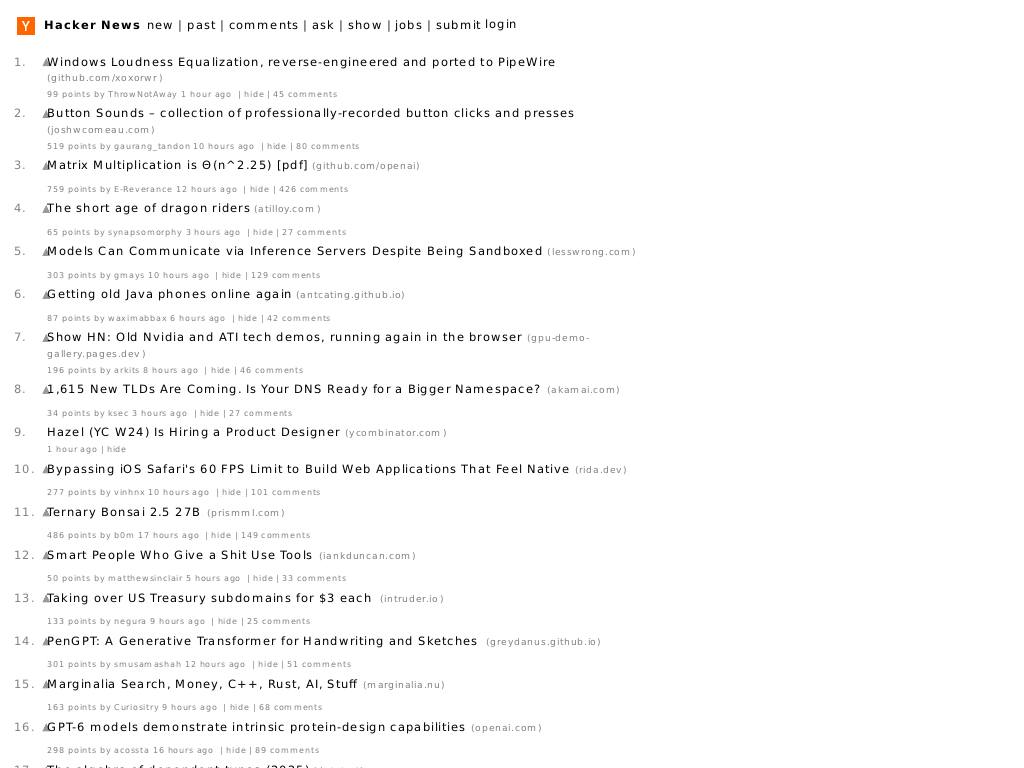 Y Hacker News new | past | comments | ask | show | jobs | submit login
1. Windows Loudness Equalization, reverse-engineered and ported to PipeWire
(github.com/xoxorwr)
99 points by ThrowNotAway 1 hour ago | hide | 45 comments
2. Button Sounds – collection of professionally-recorded button clicks and presses
(joshwcomeau.com)
519 points by gaurang_tandon 10 hours ago | hide | 80 comments
3. Matrix Multiplication is Θ(n^2.25) [pdf] (github.com/openai)
759 points by E-Reverance 12 hours ago | hide | 426 comments
4. The short age of dragon riders (atilloy.com)
65 points by synapsomorphy 3 hours ago | hide | 27 comments
5. Models Can Communicate via Inference Servers Despite Being Sandboxed (lesswrong.com)
303 points by gmays 10 hours ago | hide | 129 comments
6. Getting old Java phones online again (antcating.github.io)
87 points by waximabbax 6 hours ago | hide | 42 comments
7. Show HN: Old Nvidia and ATI tech demos, running again in the browser (gpu-demo-
gallery.pages.dev)
196 points by arkits 8 hours ago | hide | 46 comments
8. 1,615 New TLDs Are Coming. Is Your DNS Ready for a Bigger Namespace? (akamai.com)
34 points by ksec 3 hours ago | hide | 27 comments
9. Hazel (YC W24) Is Hiring a Product Designer (ycombinator.com)
1 hour ago | hide
10. Bypassing iOS Safari's 60 FPS Limit to Build Web Applications That Feel Native (rida.dev)
277 points by vinhnx 10 hours ago | hide | 101 comments
11. Ternary Bonsai 2.5 27B (prismml.com)
486 points by b0m 17 hours ago | hide | 149 comments
12. Smart People Who Give a Shit Use Tools (iankduncan.com)
50 points by matthewsinclair 5 hours ago | hide | 33 comments
13. Taking over US Treasury subdomains for $3 each (intruder.io)
133 points by negura 9 hours ago | hide | 25 comments
14. PenGPT: A Generative Transformer for Handwriting and Sketches (greydanus.github.io)
301 points by smusamashah 12 hours ago | hide | 51 comments
15. Marginalia Search, Money, C++, Rust, AI, Stuff (marginalia.nu)
163 points by Curiositry 9 hours ago | hide | 68 comments
16. GPT-6 models demonstrate intrinsic protein-design capabilities (openai.com)
298 points by acossta 16 hours ago | hide | 89 comments